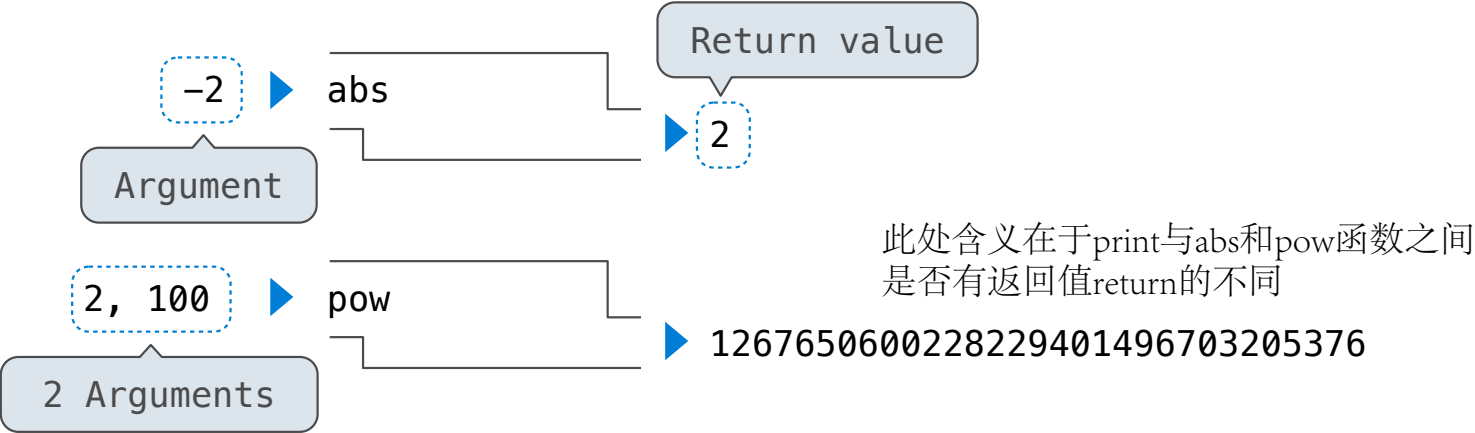 Return value
-2
abs
2
Argument
此处含义在于print与abs和pow函数之间
是否有返回值return的不同
2, 100
pow
1267650600228229401496703205376
2 Arguments